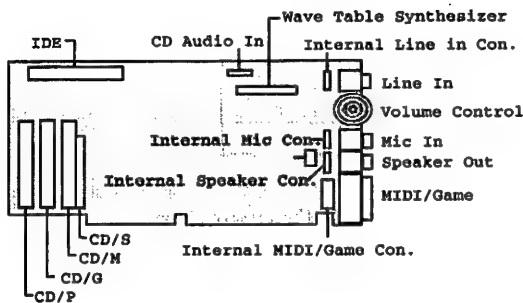 Wave Table Synthesizer
IDE
CD Audio In
Internal Line in Con.
Line In
Volume Control
Internal Mic Con.
Mic In
Speaker Out
Internal Speaker Con.
MIDI/Game
CD/S
CD/M
Internal MIDI/Game Con.
CD/G
CD/P